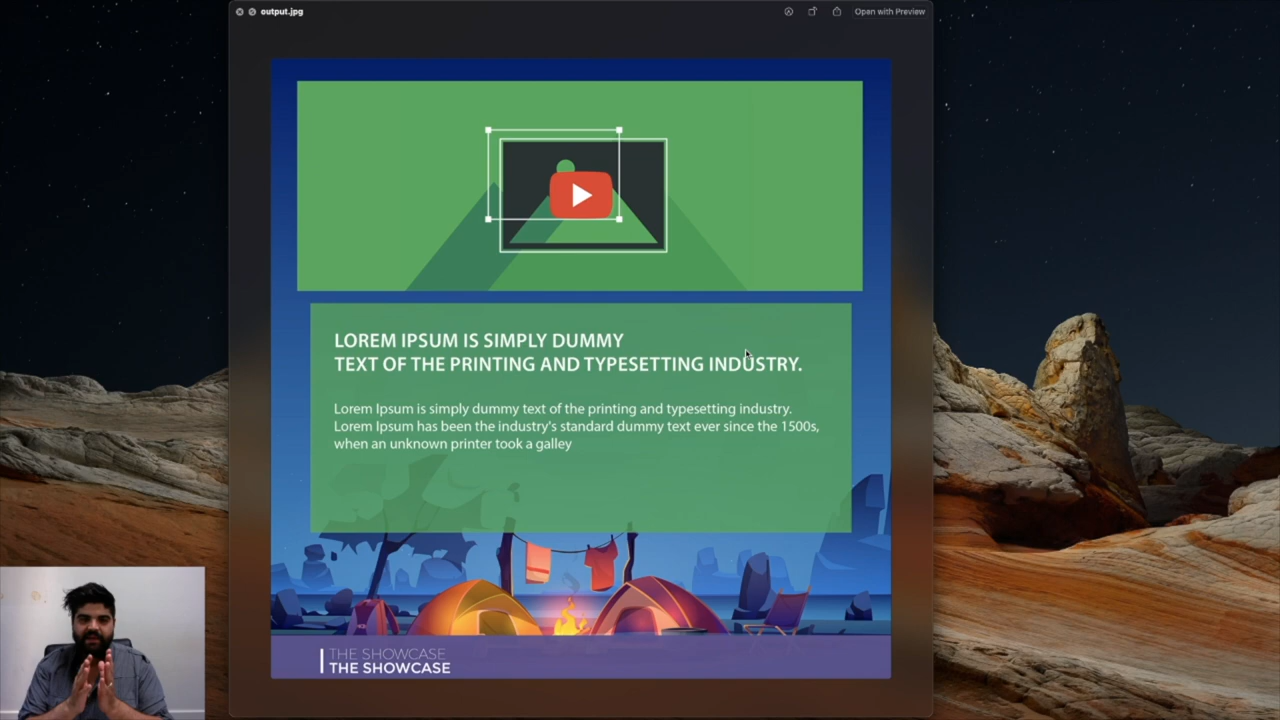 output.jpg
Open with Preview
LOREM IPSUM IS SIMPLY DUMMY
TEXT OF THE PRINTING AND TYPESETTING INDUSTRY.
Lorem Ipsum is simply dummy text of the printing and typesetting industry.
Lorem Ipsum has been the industry's standard dummy text ever since the 1500s,
when an unknown printer took a galley
THE SHOWCASE
THE SHOWCASE